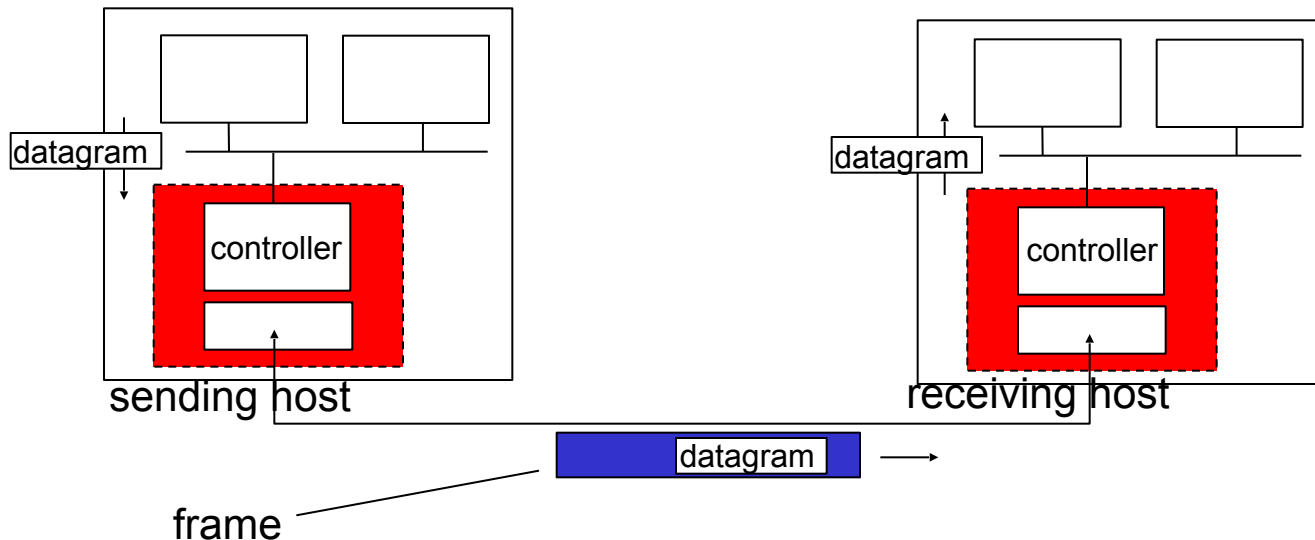 datagram
datagram
controller
controller
sending host
receiving host
datagram
frame